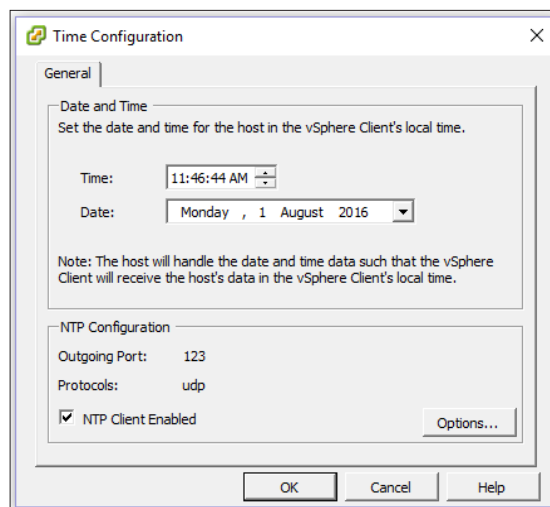 Time Configuration
General
Date and Time
Set the date and time for the host in the vSphere Client's local time.
Time: 11:46:44 AM
Date: Monday , 1 August 2016
Note: The host will handle the date and time data such that the vSphere
Client will receive the host's data in the vSphere Client's local time.
NTP Configuration
Outgoing Port: 123
Protocols: udp
NTP Client Enabled
Options...
OK Cancel Help